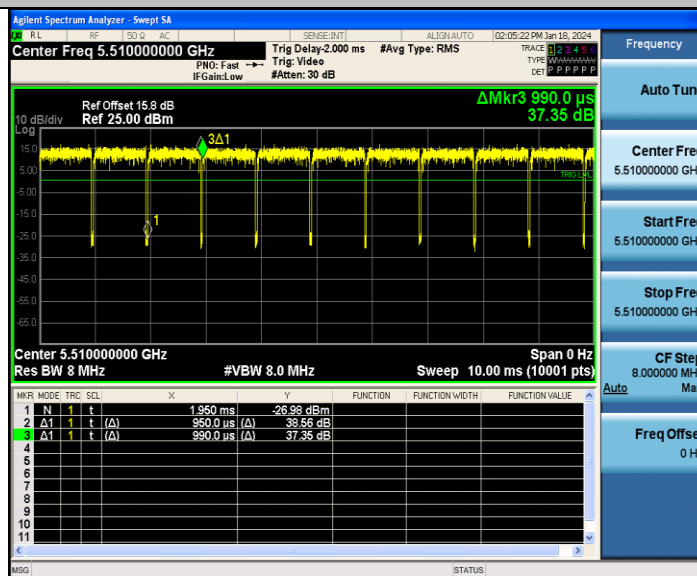 Agilent Spectrum Analyzer - Swept SA
RL RF 50 Ω AC SENSE:INT ALIGN AUTO 02:05:22 PM Jan 18, 2024
Center Freq 5.510000000 GHz
PNO: Fast
IFGain:Low
Trig Delay-2.000 ms
Trig: Video
#Atten: 30 dB
#Avg Type: RMS
TRACE 1 2 3 4 5 6
TYPE
DET P P P P P P
Frequency
Ref Offset 15.8 dB
10 dB/div Ref 25.00 dBm
Log
ΔMkr3 990.0 µs
37.35 dB
15.0
5.00
-5.00
-15.0
-25.0
-35.0
-45.0
-55.0
-65.0
3Δ1
1
TRIG LVL
Center 5.510000000 GHz Span 0 Hz
Res BW 8 MHz #VBW 8.0 MHz Sweep 10.00 ms (10001 pts)
MKR MODE TRC SCL X Y FUNCTION FUNCTION WIDTH FUNCTION VALUE
1 N 1 t 1.950 ms -26.98 dBm
2 Δ1 1 t (Δ) 950.0 µs (Δ) 38.56 dB
3 Δ1 1 t (Δ) 990.0 µs (Δ) 37.35 dB
4
5
6
7
8
9
10
11
MSG STATUS
Auto Tun
Center Fre
5.510000000 GH
Start Fre
5.510000000 GH
Stop Fre
5.510000000 GH
CF Step
8.000000 MH
Auto Ma
Freq Offse
0 H